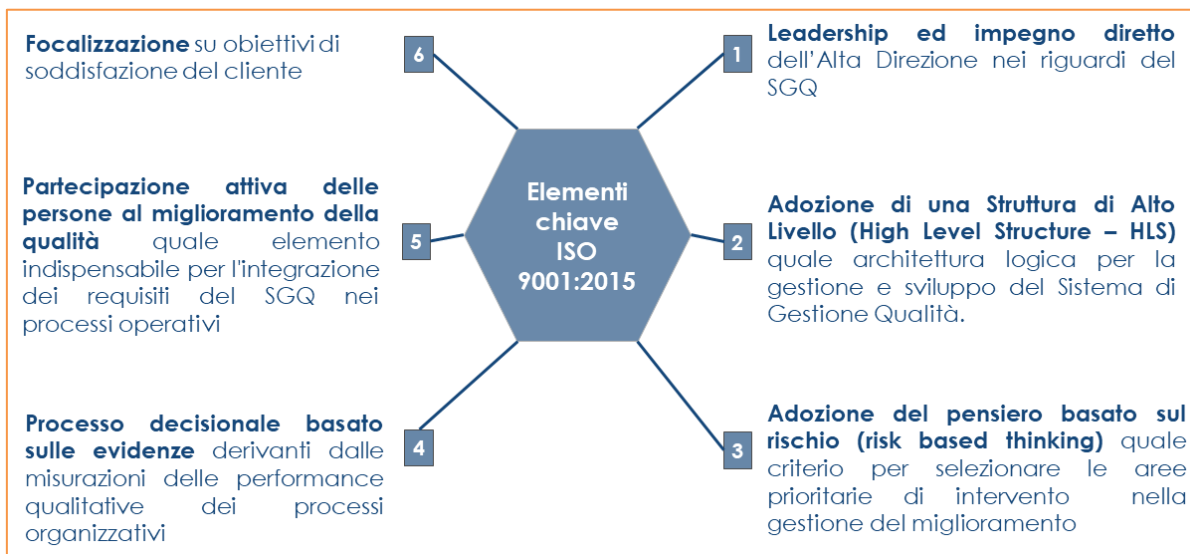 Elementi
chiave
ISO
9001:2015
1
Leadership ed impegno diretto
dell'Alta Direzione nei riguardi del
SGQ
2
Adozione di una Struttura di Alto
Livello (High Level Structure – HLS)
quale architettura logica per la
gestione e sviluppo del Sistema di
Gestione Qualità.
3
Adozione del pensiero basato sul
rischio (risk based thinking) quale
criterio per selezionare le aree
prioritarie di intervento nella
gestione del miglioramento
4
Processo decisionale basato
sulle evidenze derivanti dalle
misurazioni delle performance
qualitative dei processi
organizzativi
5
Partecipazione attiva delle
persone al miglioramento della
qualità quale elemento
indispensabile per l'integrazione
dei requisiti del SGQ nei
processi operativi
6
Focalizzazione su obiettivi di
soddisfazione del cliente